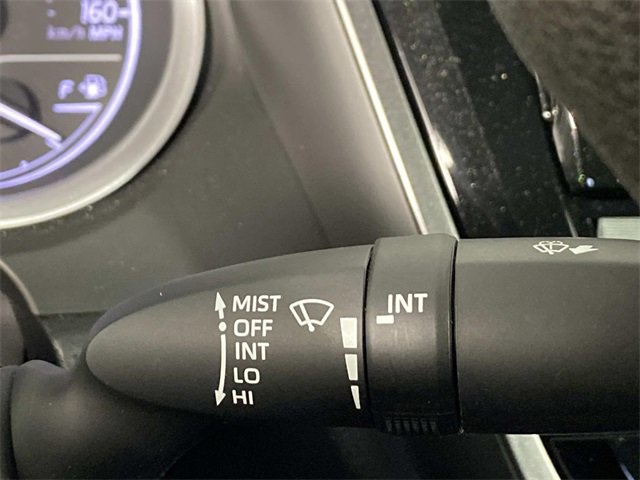 160
km/h MPH
F
MIST
OFF
INT
LO
HI
INT